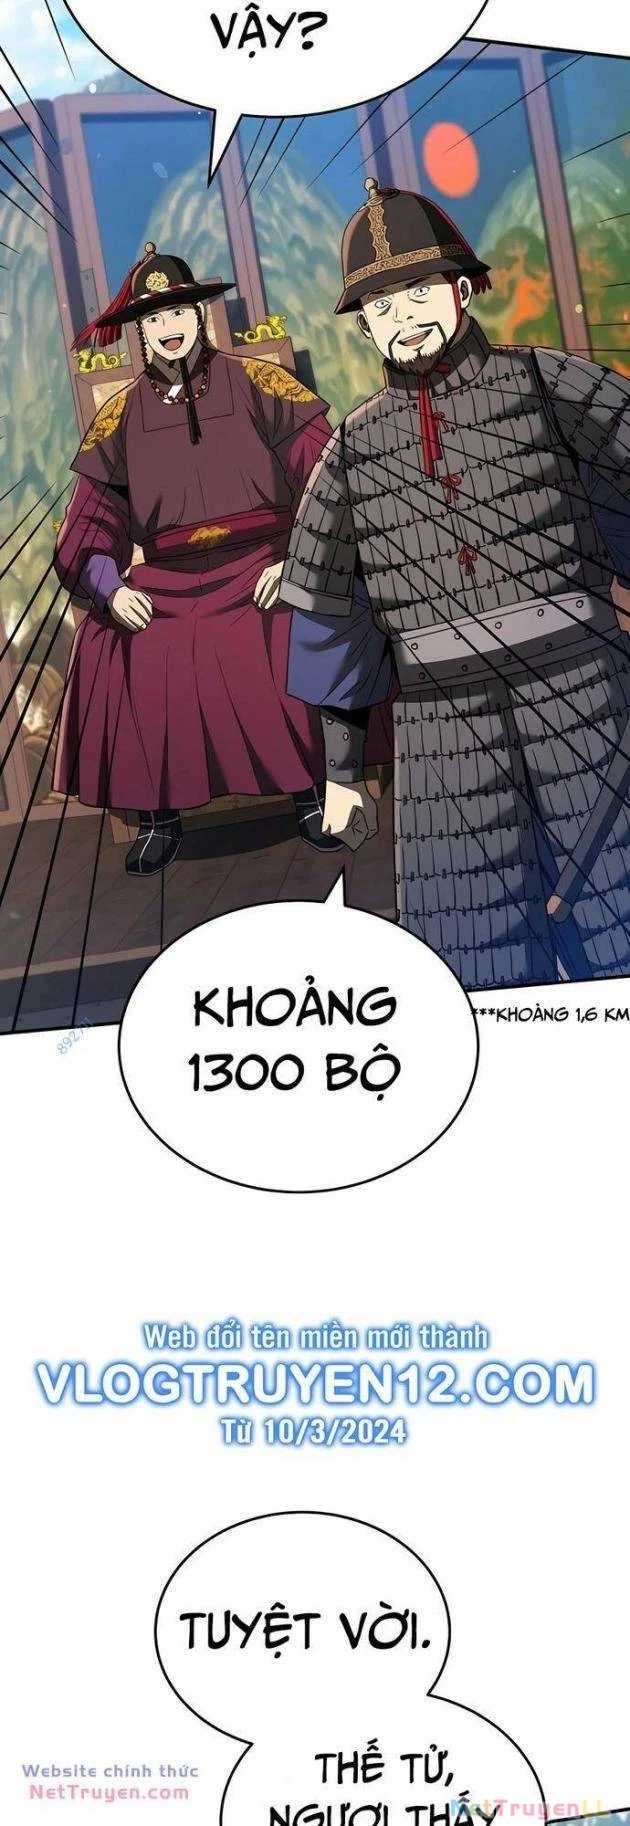 VẬY?
KHOẢNG
1300 BỘ
***KHOẢNG 1,6 KM
Web đổi tên miền mới thành
VLOGTRUYEN12.COM
Từ 10/3/2024
TUYỆT VỜI.
THẾ TỬ,
NGƯƠI THẤY
Website chính thức
NetTruyen.com
NetTruyen